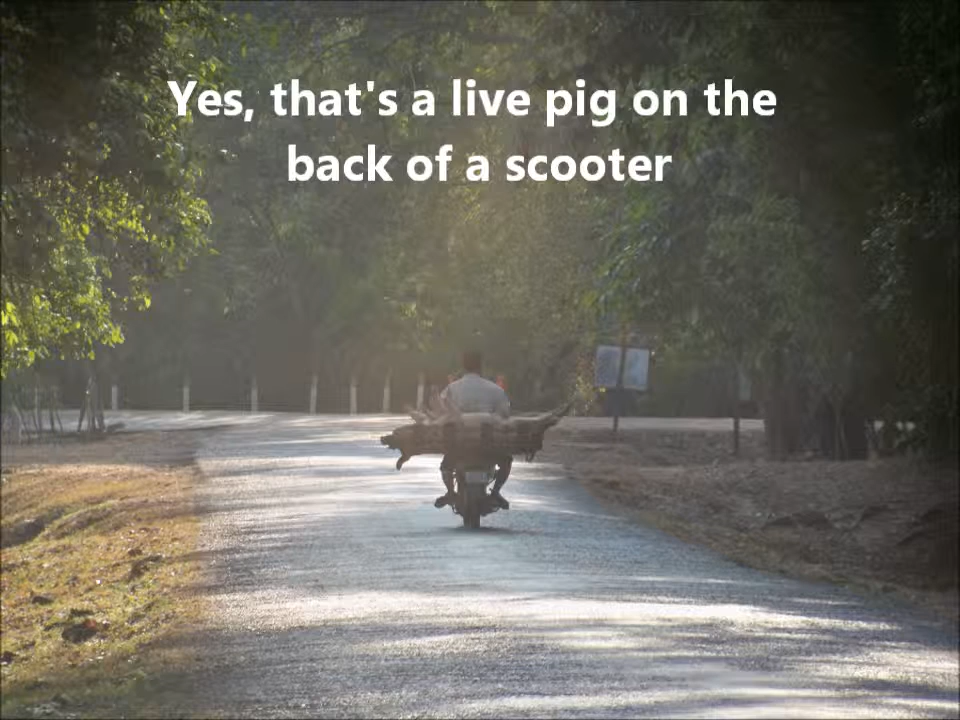 Yes, that's a live pig on the
back of a scooter